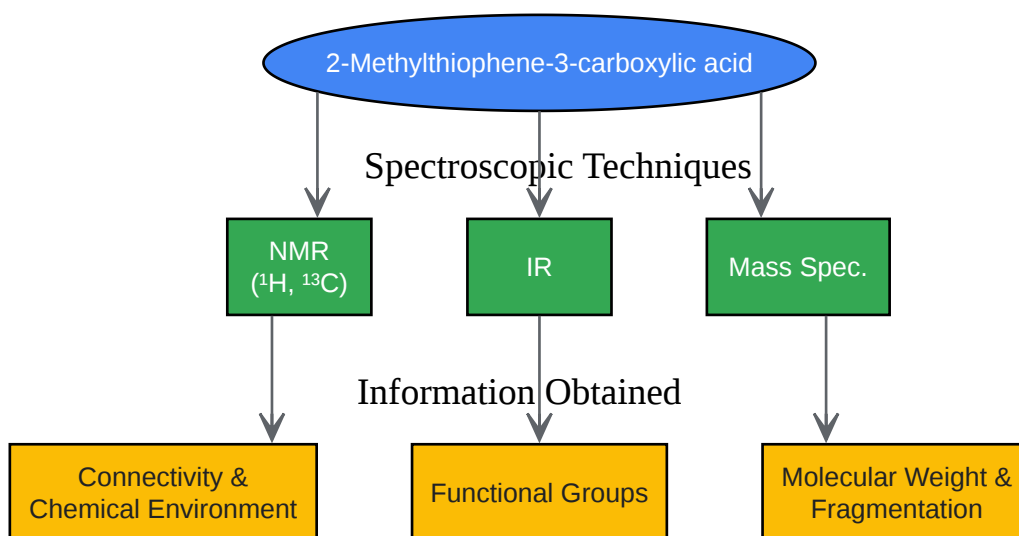 2-Methylthiophene-3-carboxylic acid
Spectroscopic Techniques
NMR
(¹H, ¹³C)
IR
Mass Spec.
Information Obtained
Connectivity &
Chemical Environment
Functional Groups
Molecular Weight &
Fragmentation